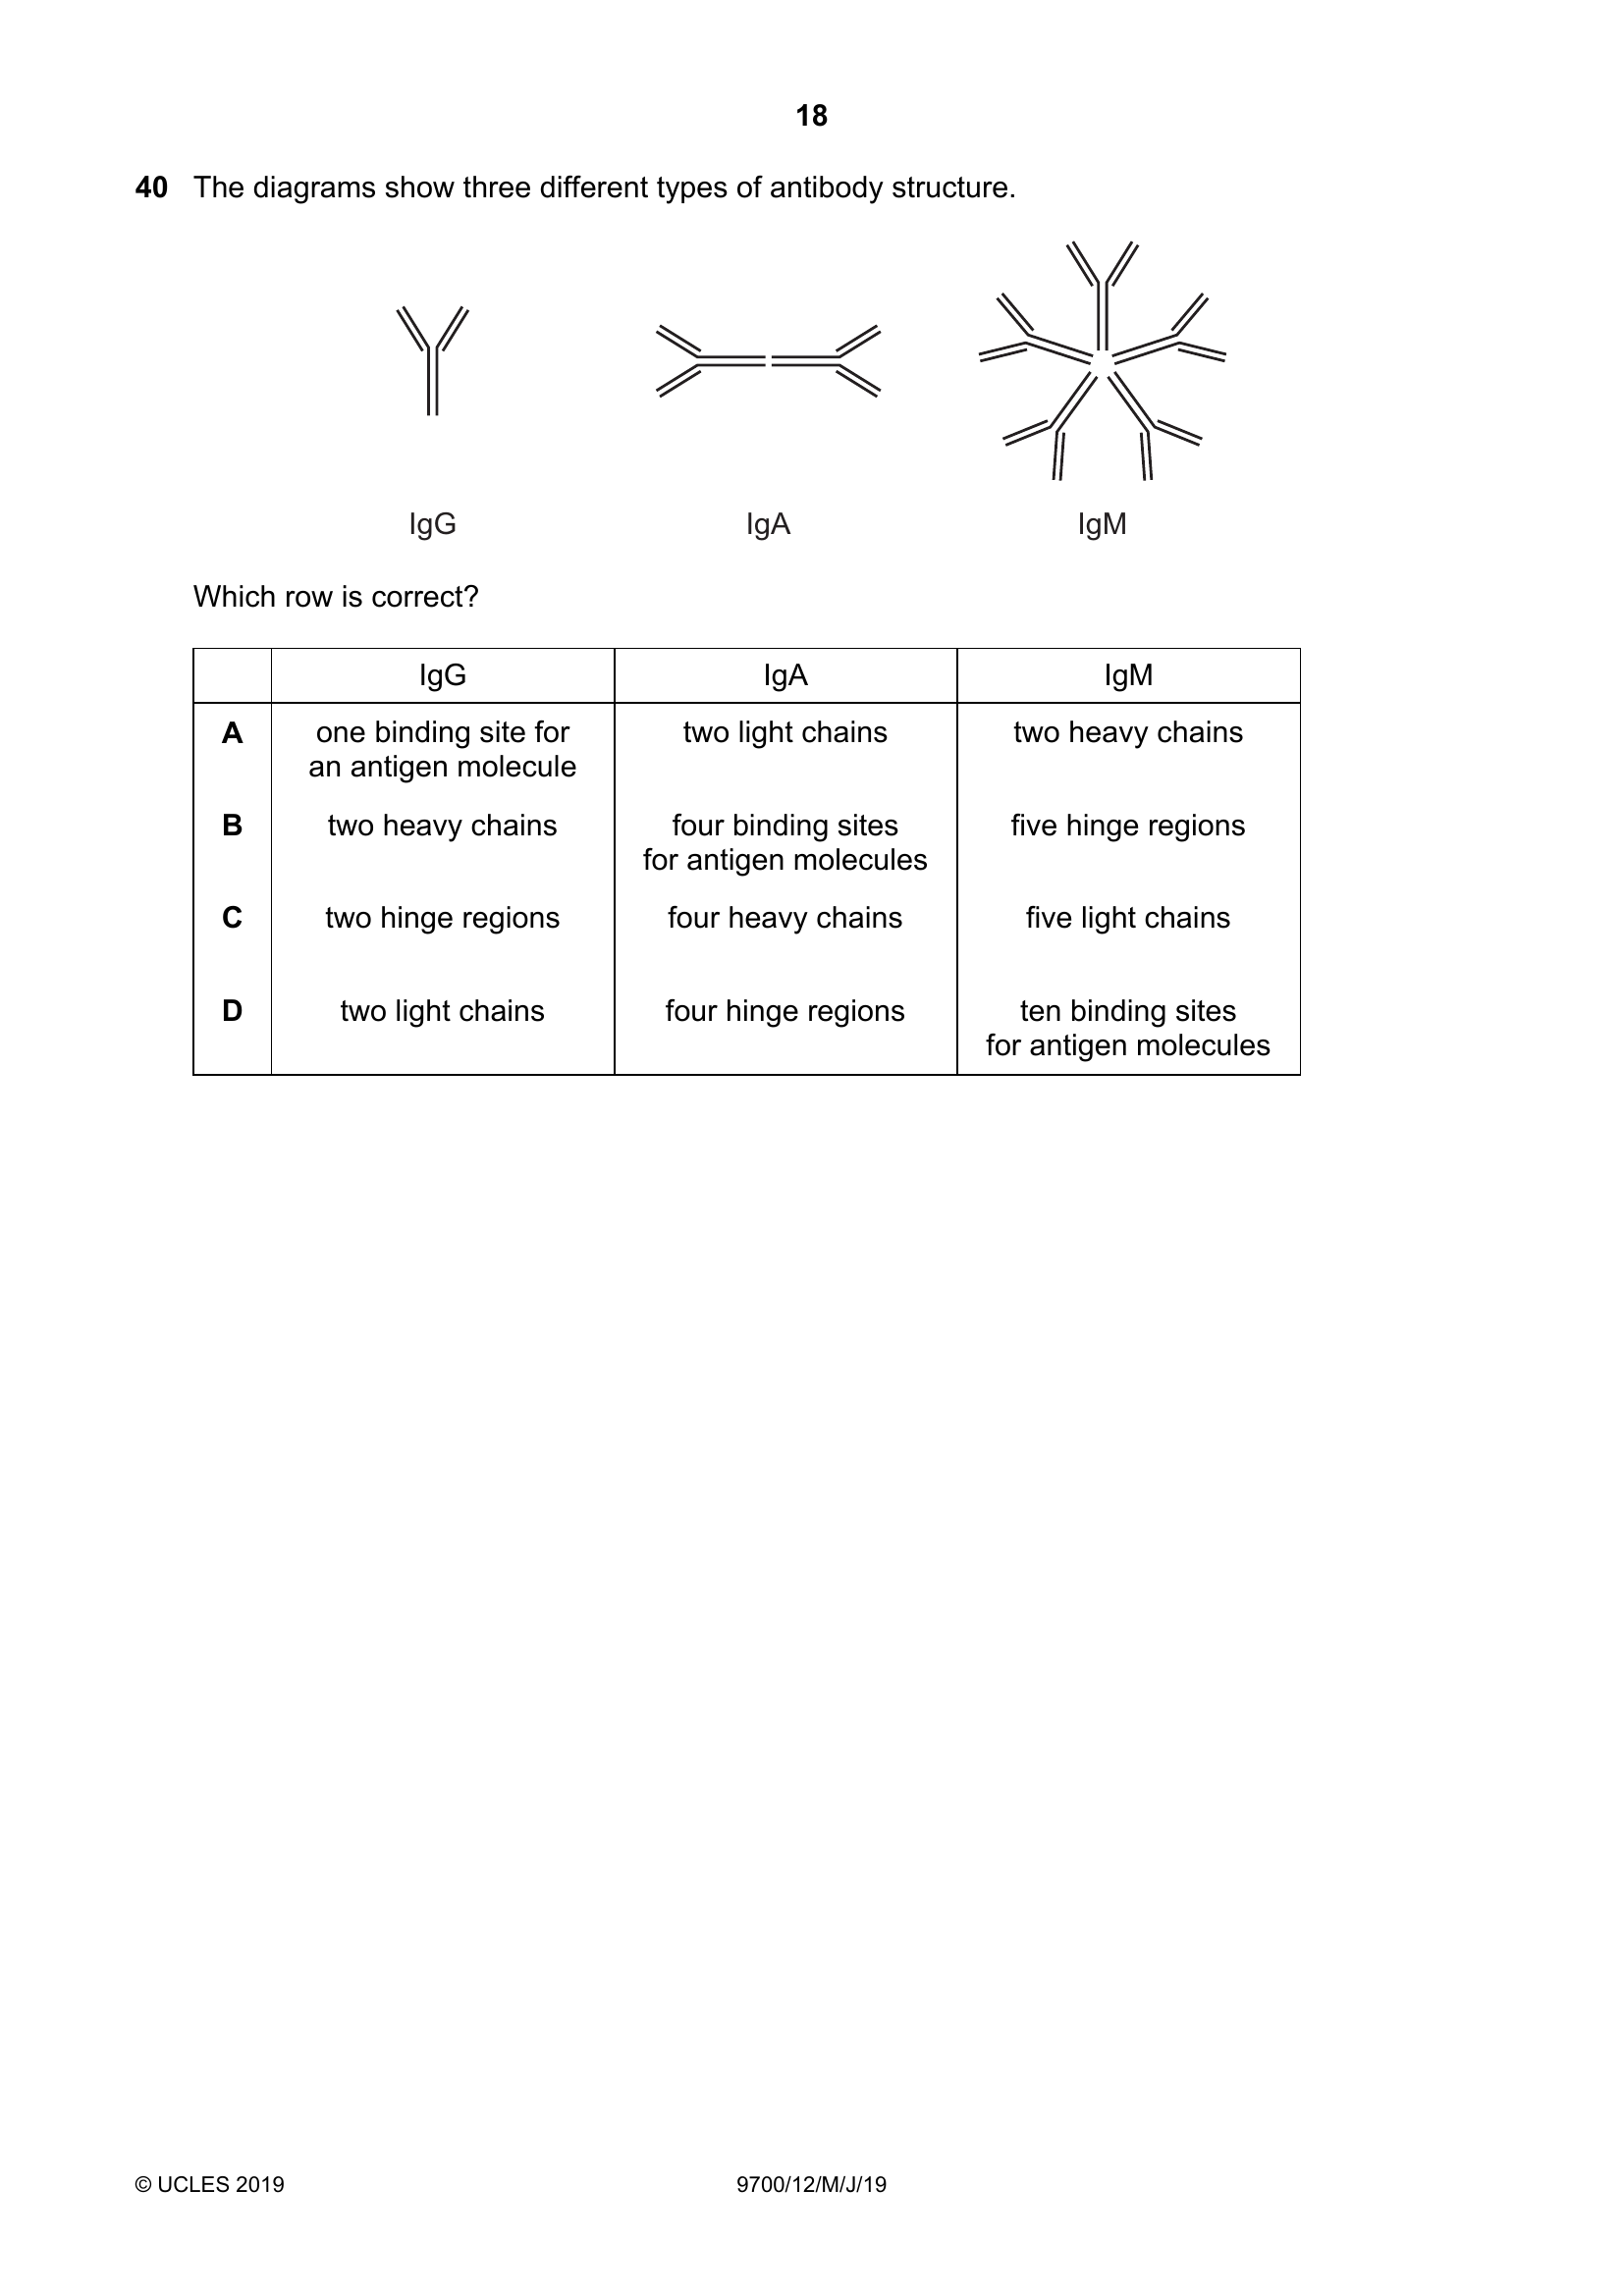 18
40 The diagrams show three different types of antibody structure.
IgG IgA IgM
Which row is correct?
IgG IgA IgM
A one binding site for an antigen molecule two light chains two heavy chains
B two heavy chains four binding sites for antigen molecules five hinge regions
C two hinge regions four heavy chains five light chains
D two light chains four hinge regions ten binding sites for antigen molecules
© UCLES 2019 9700/12/M/J/19